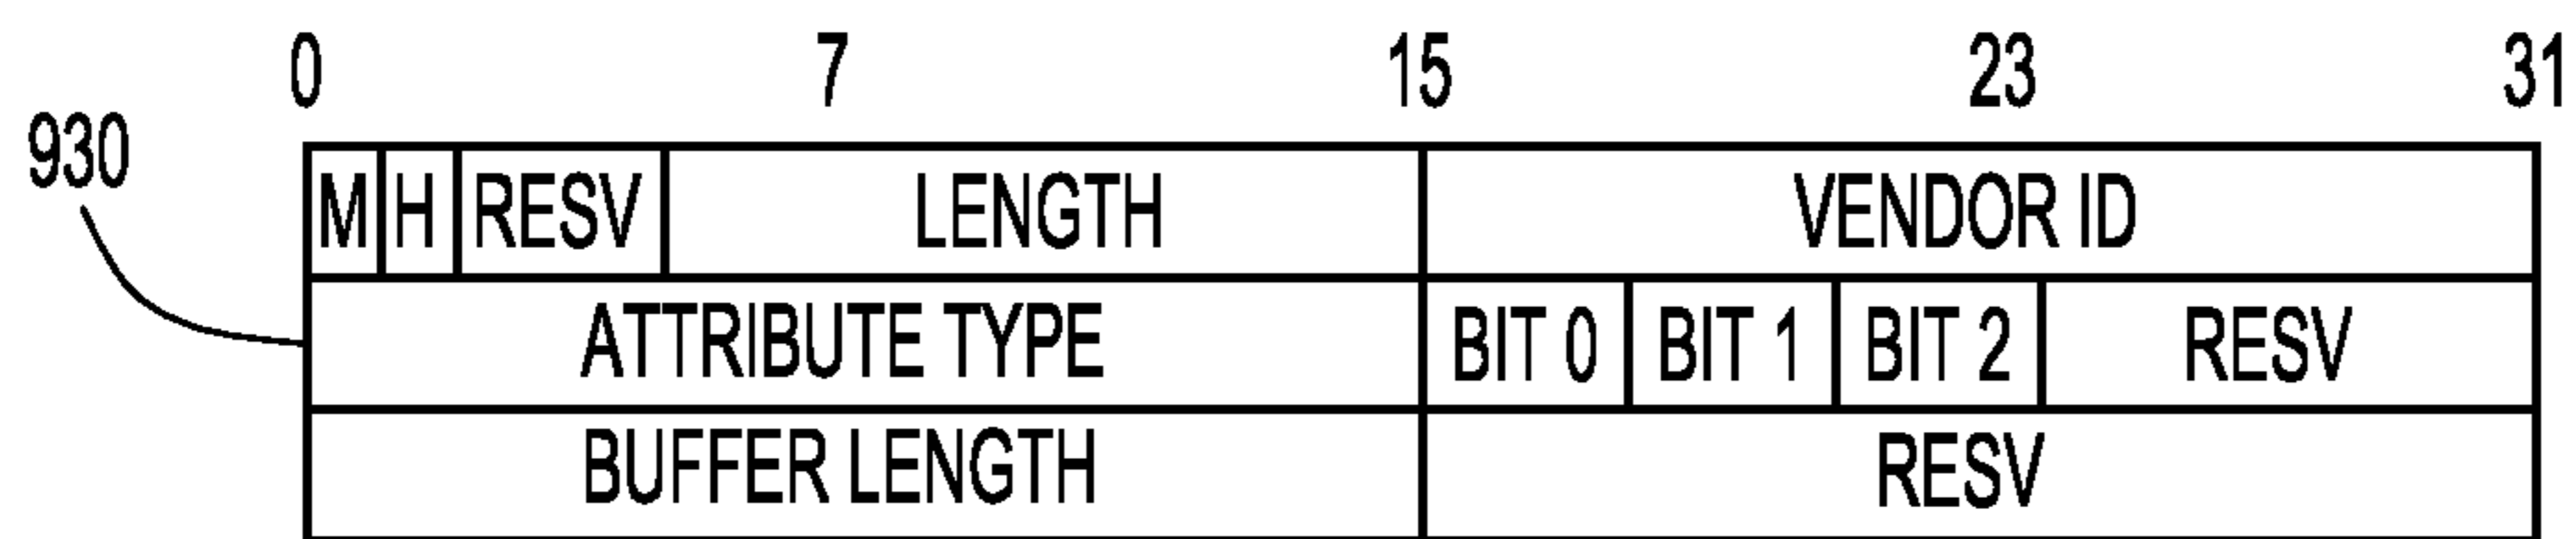 0 7 15 23 31
930
M H RESV LENGTH VENDOR ID
ATTRIBUTE TYPE BIT 0 BIT 1 BIT 2 RESV
BUFFER LENGTH RESV